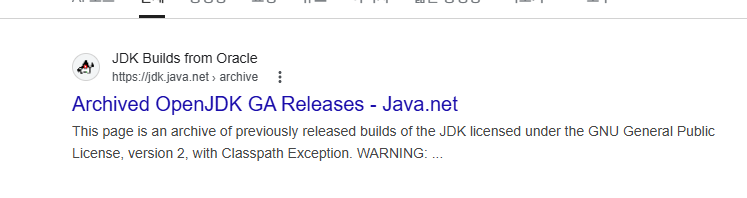 전체
JDK Builds from Oracle
https://jdk.java.net › archive
Archived OpenJDK GA Releases - Java.net
This page is an archive of previously released builds of the JDK licensed under the GNU General Public
License, version 2, with Classpath Exception. WARNING: ...